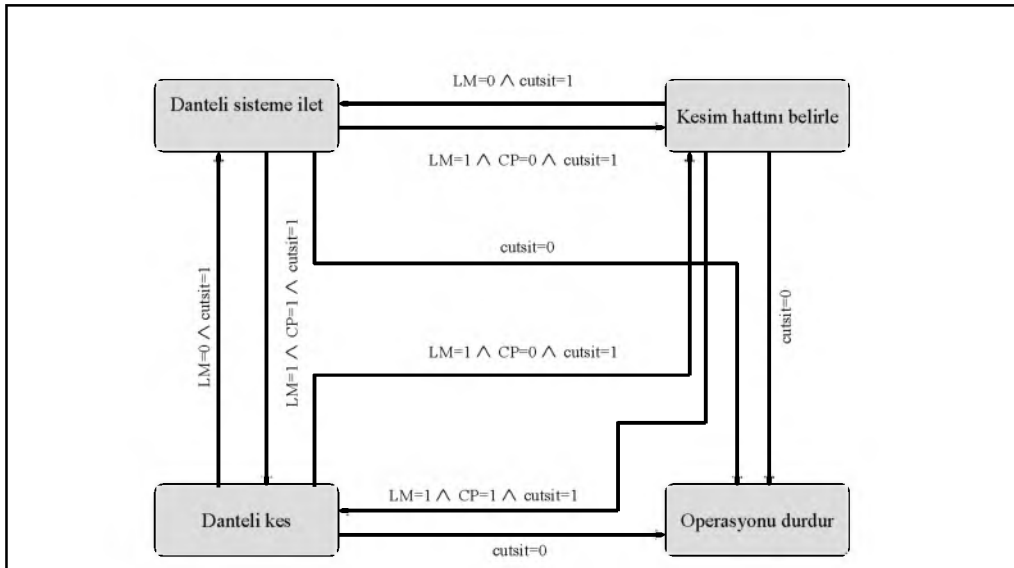 LM=0 ∧ cutsit=1
Danteli sisteme ilet
Kesim hattını belirle
LM=1 ∧ CP=0 ∧ cutsit=1
cutsit=0
LM=0 ∧ cutsit=1
LM=1 ∧ CP=1 ∧ cutsit=1
cutsit=0
LM=1 ∧ CP=0 ∧ cutsit=1
LM=1 ∧ CP=1 ∧ cutsit=1
Danteli kes
Operasyonu durdur
cutsit=0